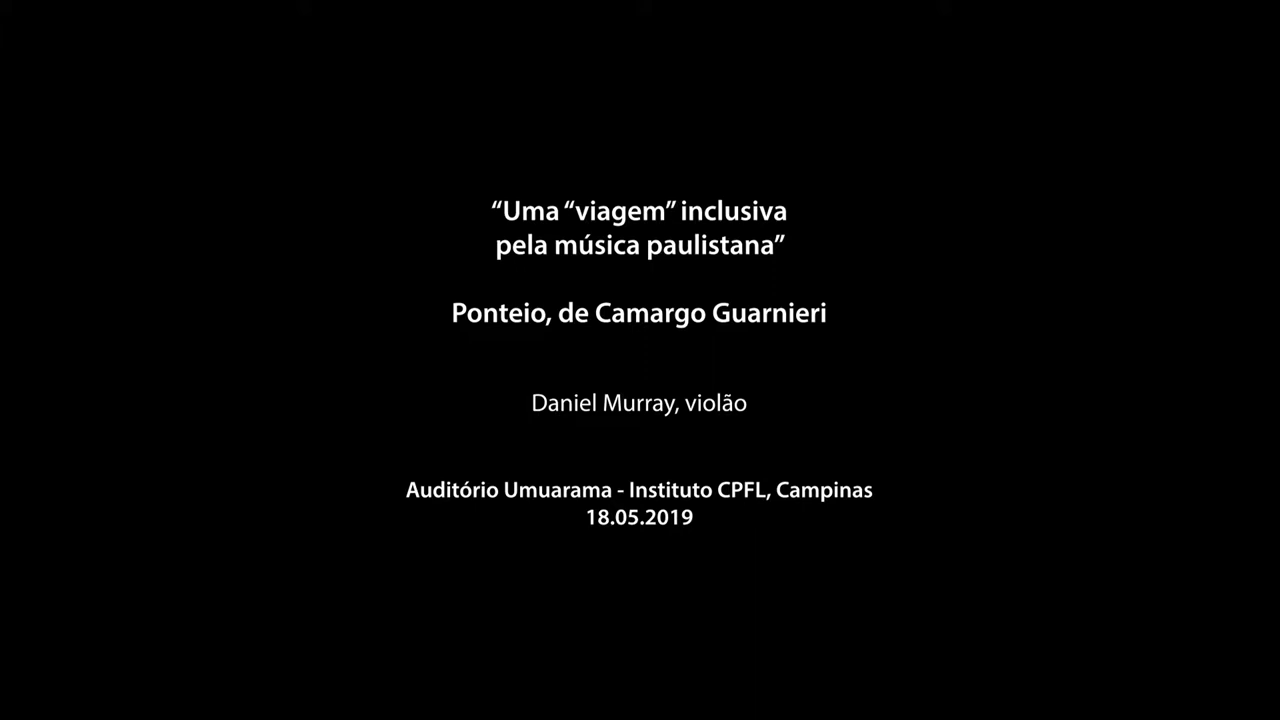 “Uma “viagem” inclusiva
pela música paulistana”
Ponteio, de Camargo Guarnieri
Daniel Murray, violão
Auditório Umuarama - Instituto CPFL, Campinas
18.05.2019